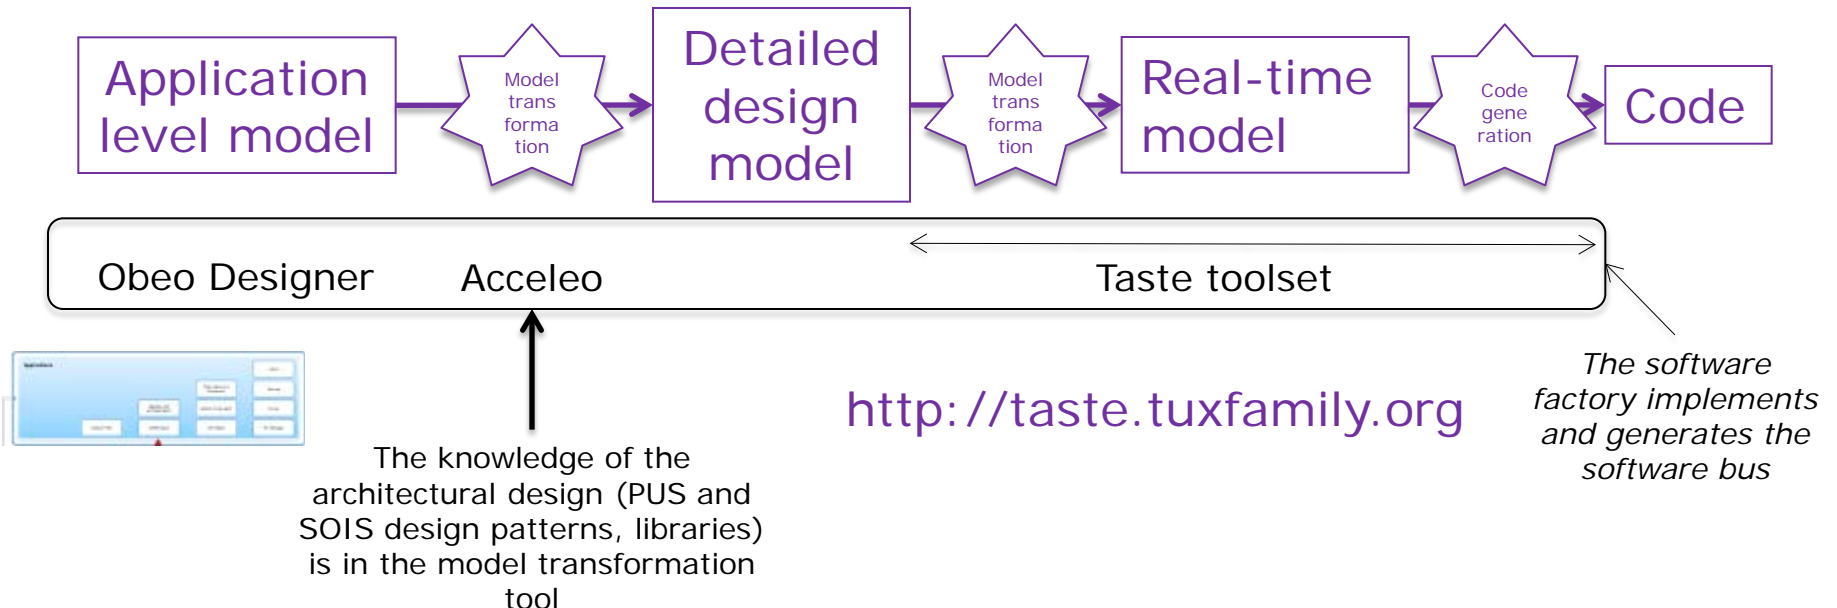 Application
level model
Model
trans
forma
tion
Detailed
design
model
Model
trans
forma
tion
Real-time
model
Code
gene
ration
Code
Obeo Designer
Acceleo
Taste toolset
The knowledge of the
architectural design (PUS and
SOIS design patterns, libraries)
is in the model transformation
tool
http://taste.tuxfamily.org
The software
factory implements
and generates the
software bus